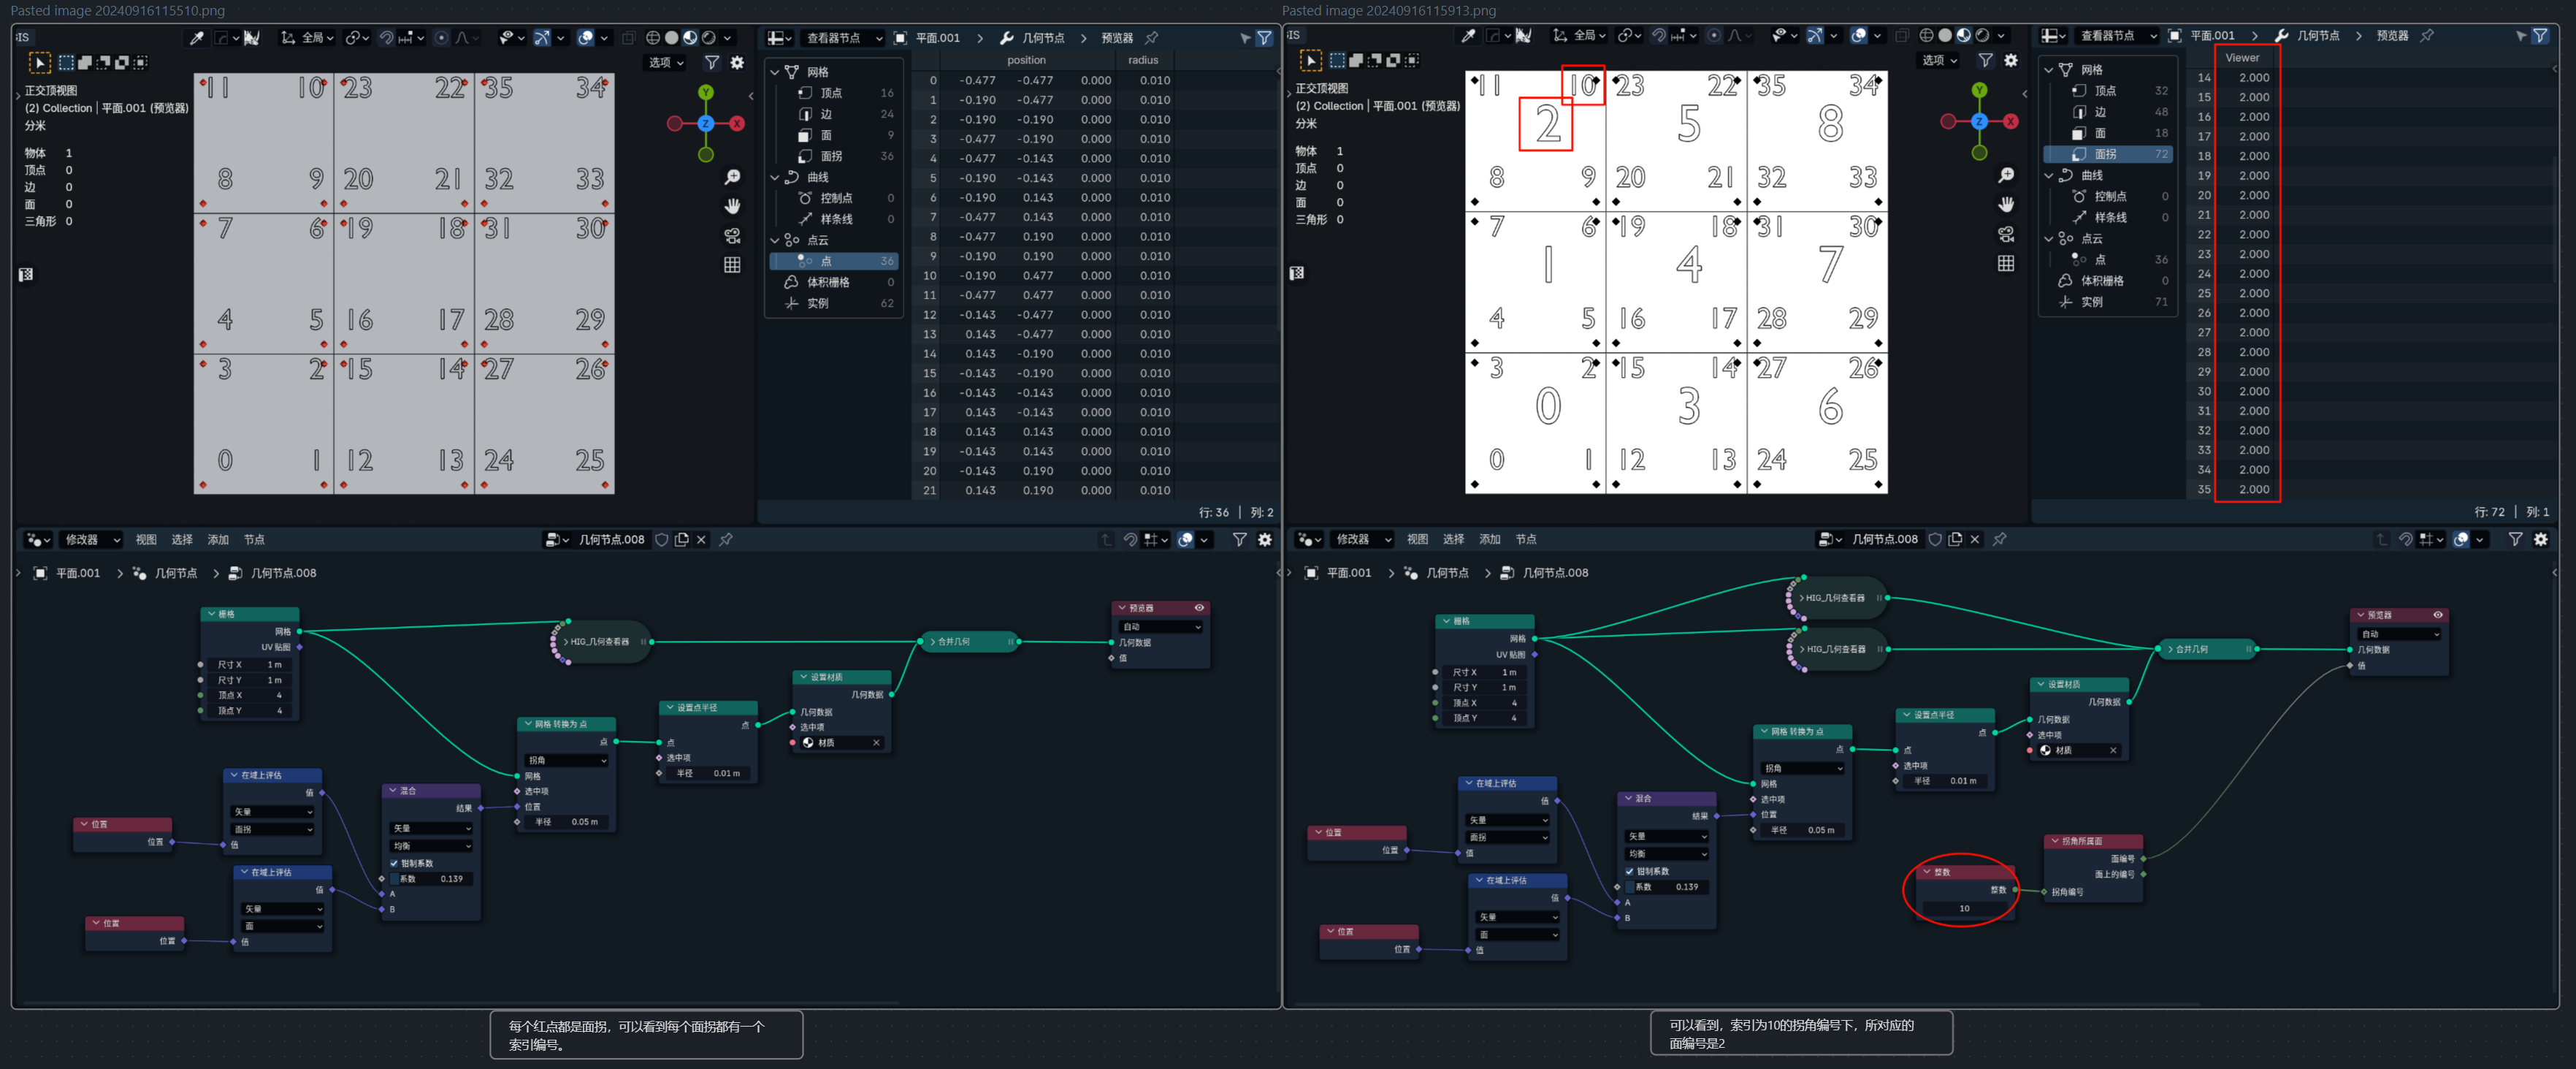 Pasted image 20240916115510.png
全局
选项
正交顶视图
(2) Collection | 平面.001 (预览器)
分米
物体 1
顶点 0
边 0
面 0
三角形 0
11 10 23 22 35 34
8 9 20 21 32 33
7 6 19 18 31 30
4 5 16 17 28 29
3 2 15 14 27 26
0 1 12 13 24 25
Y
Z X
查看器节点 平面.001 几何节点 预览器
网格
顶点 16
边 24
面 9
面拐 36
曲线
控制点 0
样条线 0
点云
点 36
体积栅格 0
实例 62
position radius
0 -0.477 -0.477 0.000 0.010
1 -0.190 -0.477 0.000 0.010
2 -0.190 -0.190 0.000 0.010
3 -0.477 -0.190 0.000 0.010
4 -0.477 -0.143 0.000 0.010
5 -0.190 -0.143 0.000 0.010
6 -0.190 0.143 0.000 0.010
7 -0.477 0.143 0.000 0.010
8 -0.477 0.190 0.000 0.010
9 -0.190 0.190 0.000 0.010
10 -0.190 0.477 0.000 0.010
11 -0.477 0.477 0.000 0.010
12 -0.143 -0.477 0.000 0.010
13 0.143 -0.477 0.000 0.010
14 0.143 -0.190 0.000 0.010
15 -0.143 -0.190 0.000 0.010
16 -0.143 -0.143 0.000 0.010
17 0.143 -0.143 0.000 0.010
18 0.143 0.143 0.000 0.010
19 -0.143 0.143 0.000 0.010
20 -0.143 0.190 0.000 0.010
21 0.143 0.190 0.000 0.010
行: 36 | 列: 2
修改器 视图 选择 添加 节点 几何节点.008
平面.001 几何节点 几何节点.008
栅格
网格
UV 贴图
尺寸 X 1 m
尺寸 Y 1 m
顶点 X 4
顶点 Y 4
HIG_几何查看器
合并几何
预览器
自动
几何数据
值
设置材质
几何数据
几何数据
选中项
材质
设置点半径
点
点
选中项
半径 0.01 m
网格 转换为 点
点
拐角
网格
选中项
位置
半径 0.05 m
在域上评估
值
矢量
面拐
值
混合
结果
矢量
均衡
钳制系数
系数 0.139
A
B
位置
位置
在域上评估
值
矢量
面
值
位置
位置
每个红点都是面拐，可以看到每个面拐都有一个
索引编号。
Pasted image 20240916115913.png
全局
选项
正交顶视图
(2) Collection | 平面.001 (预览器)
分米
物体 1
顶点 0
边 0
面 0
三角形 0
11 10 23 22 35 34
2 5 8
8 9 20 21 32 33
7 6 19 18 31 30
1 4 7
4 5 16 17 28 29
3 2 15 14 27 26
0 3 6
0 1 12 13 24 25
Y
Z X
查看器节点 平面.001 几何节点 预览器
网格
顶点 32
边 48
面 18
面拐 72
曲线
控制点 0
样条线 0
点云
点 36
体积栅格 0
实例 71
Viewer
14 2.000
15 2.000
16 2.000
17 2.000
18 2.000
19 2.000
20 2.000
21 2.000
22 2.000
23 2.000
24 2.000
25 2.000
26 2.000
27 2.000
28 2.000
29 2.000
30 2.000
31 2.000
32 2.000
33 2.000
34 2.000
35 2.000
行: 72 | 列: 1
修改器 视图 选择 添加 节点 几何节点.008
平面.001 几何节点 几何节点.008
栅格
网格
UV 贴图
尺寸 X 1 m
尺寸 Y 1 m
顶点 X 4
顶点 Y 4
HIG_几何查看器
HIG_几何查看器
合并几何
预览器
自动
几何数据
值
设置材质
几何数据
几何数据
选中项
材质
设置点半径
点
点
选中项
半径 0.01 m
网格 转换为 点
点
拐角
网格
选中项
位置
半径 0.05 m
在域上评估
值
矢量
面拐
值
混合
结果
矢量
均衡
钳制系数
系数 0.139
A
B
位置
位置
在域上评估
值
矢量
面
值
位置
位置
整数
整数
10
拐角所属面
面编号
面上的编号
拐角编号
可以看到，索引为10的拐角编号下，所对应的
面编号是2